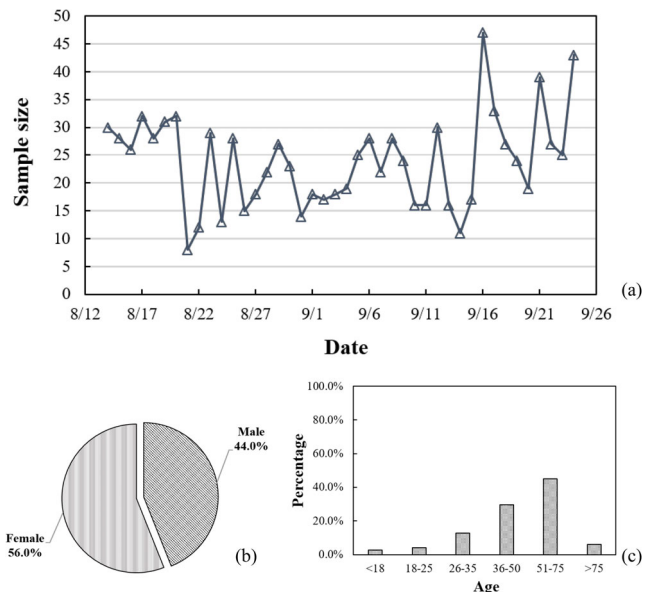 50
45
40
35
30
25
20
15
10
5
0
Sample size
8/12 8/17 8/22 8/27 9/1 9/6 9/11 9/16 9/21 9/26
Date
(a)
Male
44.0%
Female
56.0%
(b)
100.0%
80.0%
60.0%
40.0%
20.0%
0.0%
Percentage
<18 18-25 26-35 36-50 51-75 >75
Age
(c)